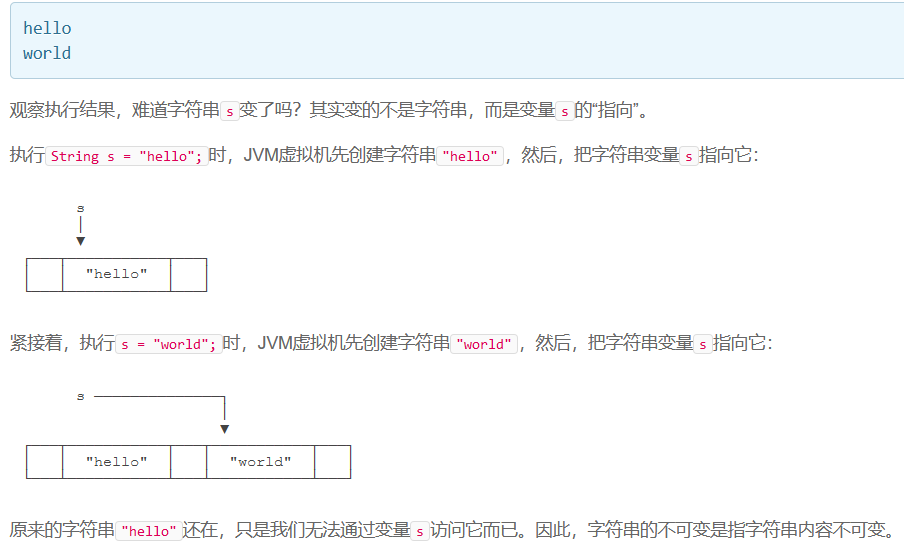 hello
world
观察执行结果，难道字符串s变了吗？其实变的不是字符串，而是变量s的“指向”。
执行String s = "hello";时，JVM虚拟机先创建字符串"hello"，然后，把字符串变量s指向它：
s
"hello"
紧接着，执行s = "world";时，JVM虚拟机先创建字符串"world"，然后，把字符串变量s指向它：
s
"hello" "world"
原来的字符串"hello"还在，只是我们无法通过变量s访问它而已。因此，字符串的不可变是指字符串内容不可变。